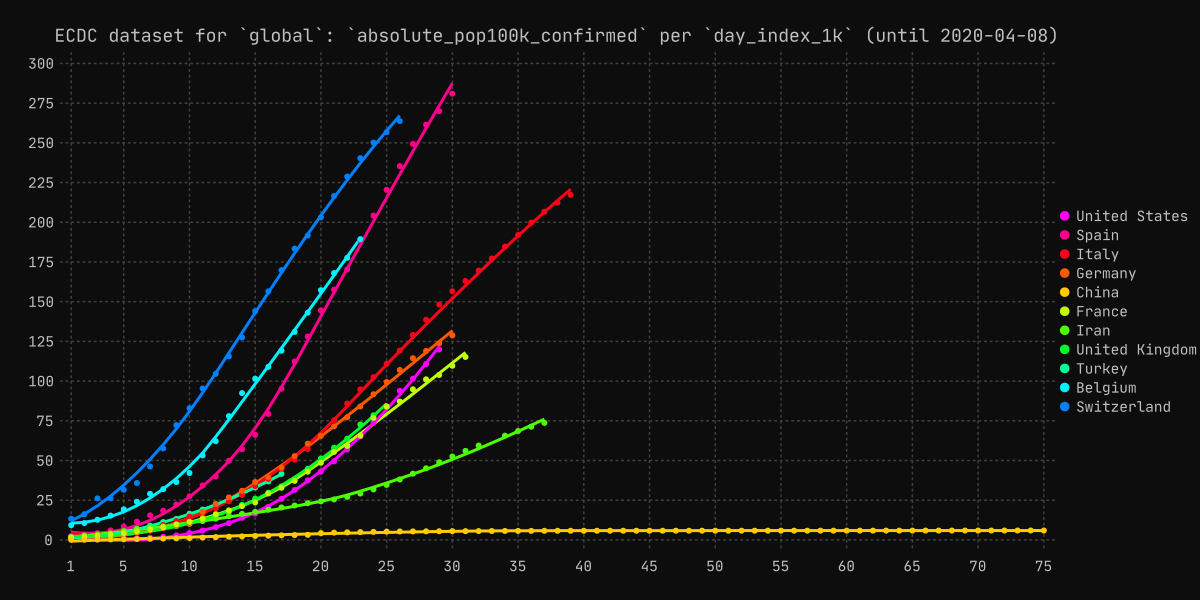 ECDC dataset for `global`: `absolute_pop100k_confirmed` per `day_index_1k` (until 2020-04-08)
300
275
250
225
200
175
150
125
100
75
50
25
0
1 5 10 15 20 25 30 35 40 45 50 55 60 65 70 75
United States
Spain
Italy
Germany
China
France
Iran
United Kingdom
Turkey
Belgium
Switzerland